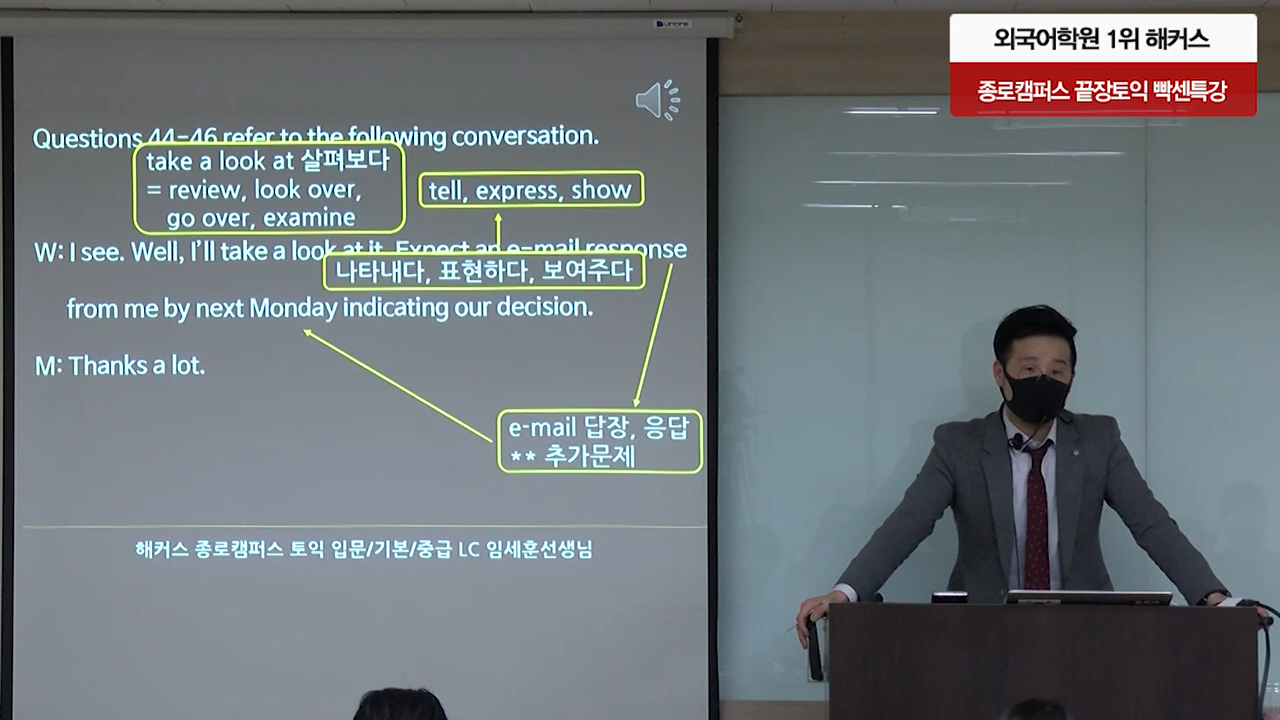 외국어학원 1위 해커스
종로캠퍼스 끝장토익 빡센특강
Questions 44-46 refer to the following conversation.
take a look at 살펴보다
= review, look over,
go over, examine
tell, express, show
W: I see. Well, I'll take a look at it. Expect an e-mail response
나타내다, 표현하다, 보여주다
from me by next Monday indicating our decision.
M: Thanks a lot.
e-mail 답장, 응답
** 추가문제
해커스 종로캠퍼스 토익 입문/기본/중급 LC 임세훈선생님